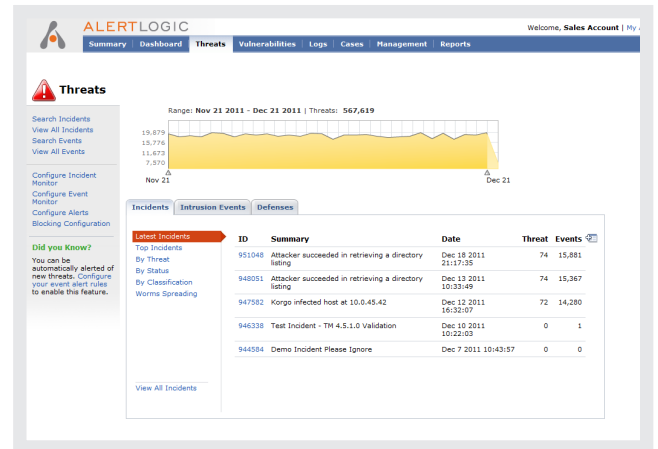 ALERTLOGIC
Welcome, Sales Account | My
Summary Dashboard Threats Vulnerabilities Logs Cases Management Reports
Threats
Search Incidents
View All Incidents
Search Events
View All Events
Configure Incident
Monitor
Configure Event
Monitor
Configure Alerts
Blocking Configuration
Did you Know?
You can be
automatically alerted of
new threats. Configure
your event alert rules
to enable this feature.
Range: Nov 21 2011 - Dec 21 2011 | Threats: 567,619
19,879
15,776
11,673
7,570
Nov 21
Dec 21
Incidents Intrusion Events Defenses
Latest Incidents
Top Incidents
By Threat
By Status
By Classification
Worms Spreading
View All Incidents
ID Summary Date Threat Events
951048 Attacker succeeded in retrieving a directory listing Dec 18 2011 21:17:35 74 15,881
948051 Attacker succeeded in retrieving a directory listing Dec 13 2011 10:33:49 74 15,367
947582 Korgo infected host at 10.0.45.42 Dec 12 2011 16:32:07 72 14,280
946338 Test Incident - TM 4.5.1.0 Validation Dec 10 2011 10:22:03 0 1
944584 Demo Incident Please Ignore Dec 7 2011 10:43:57 0 0